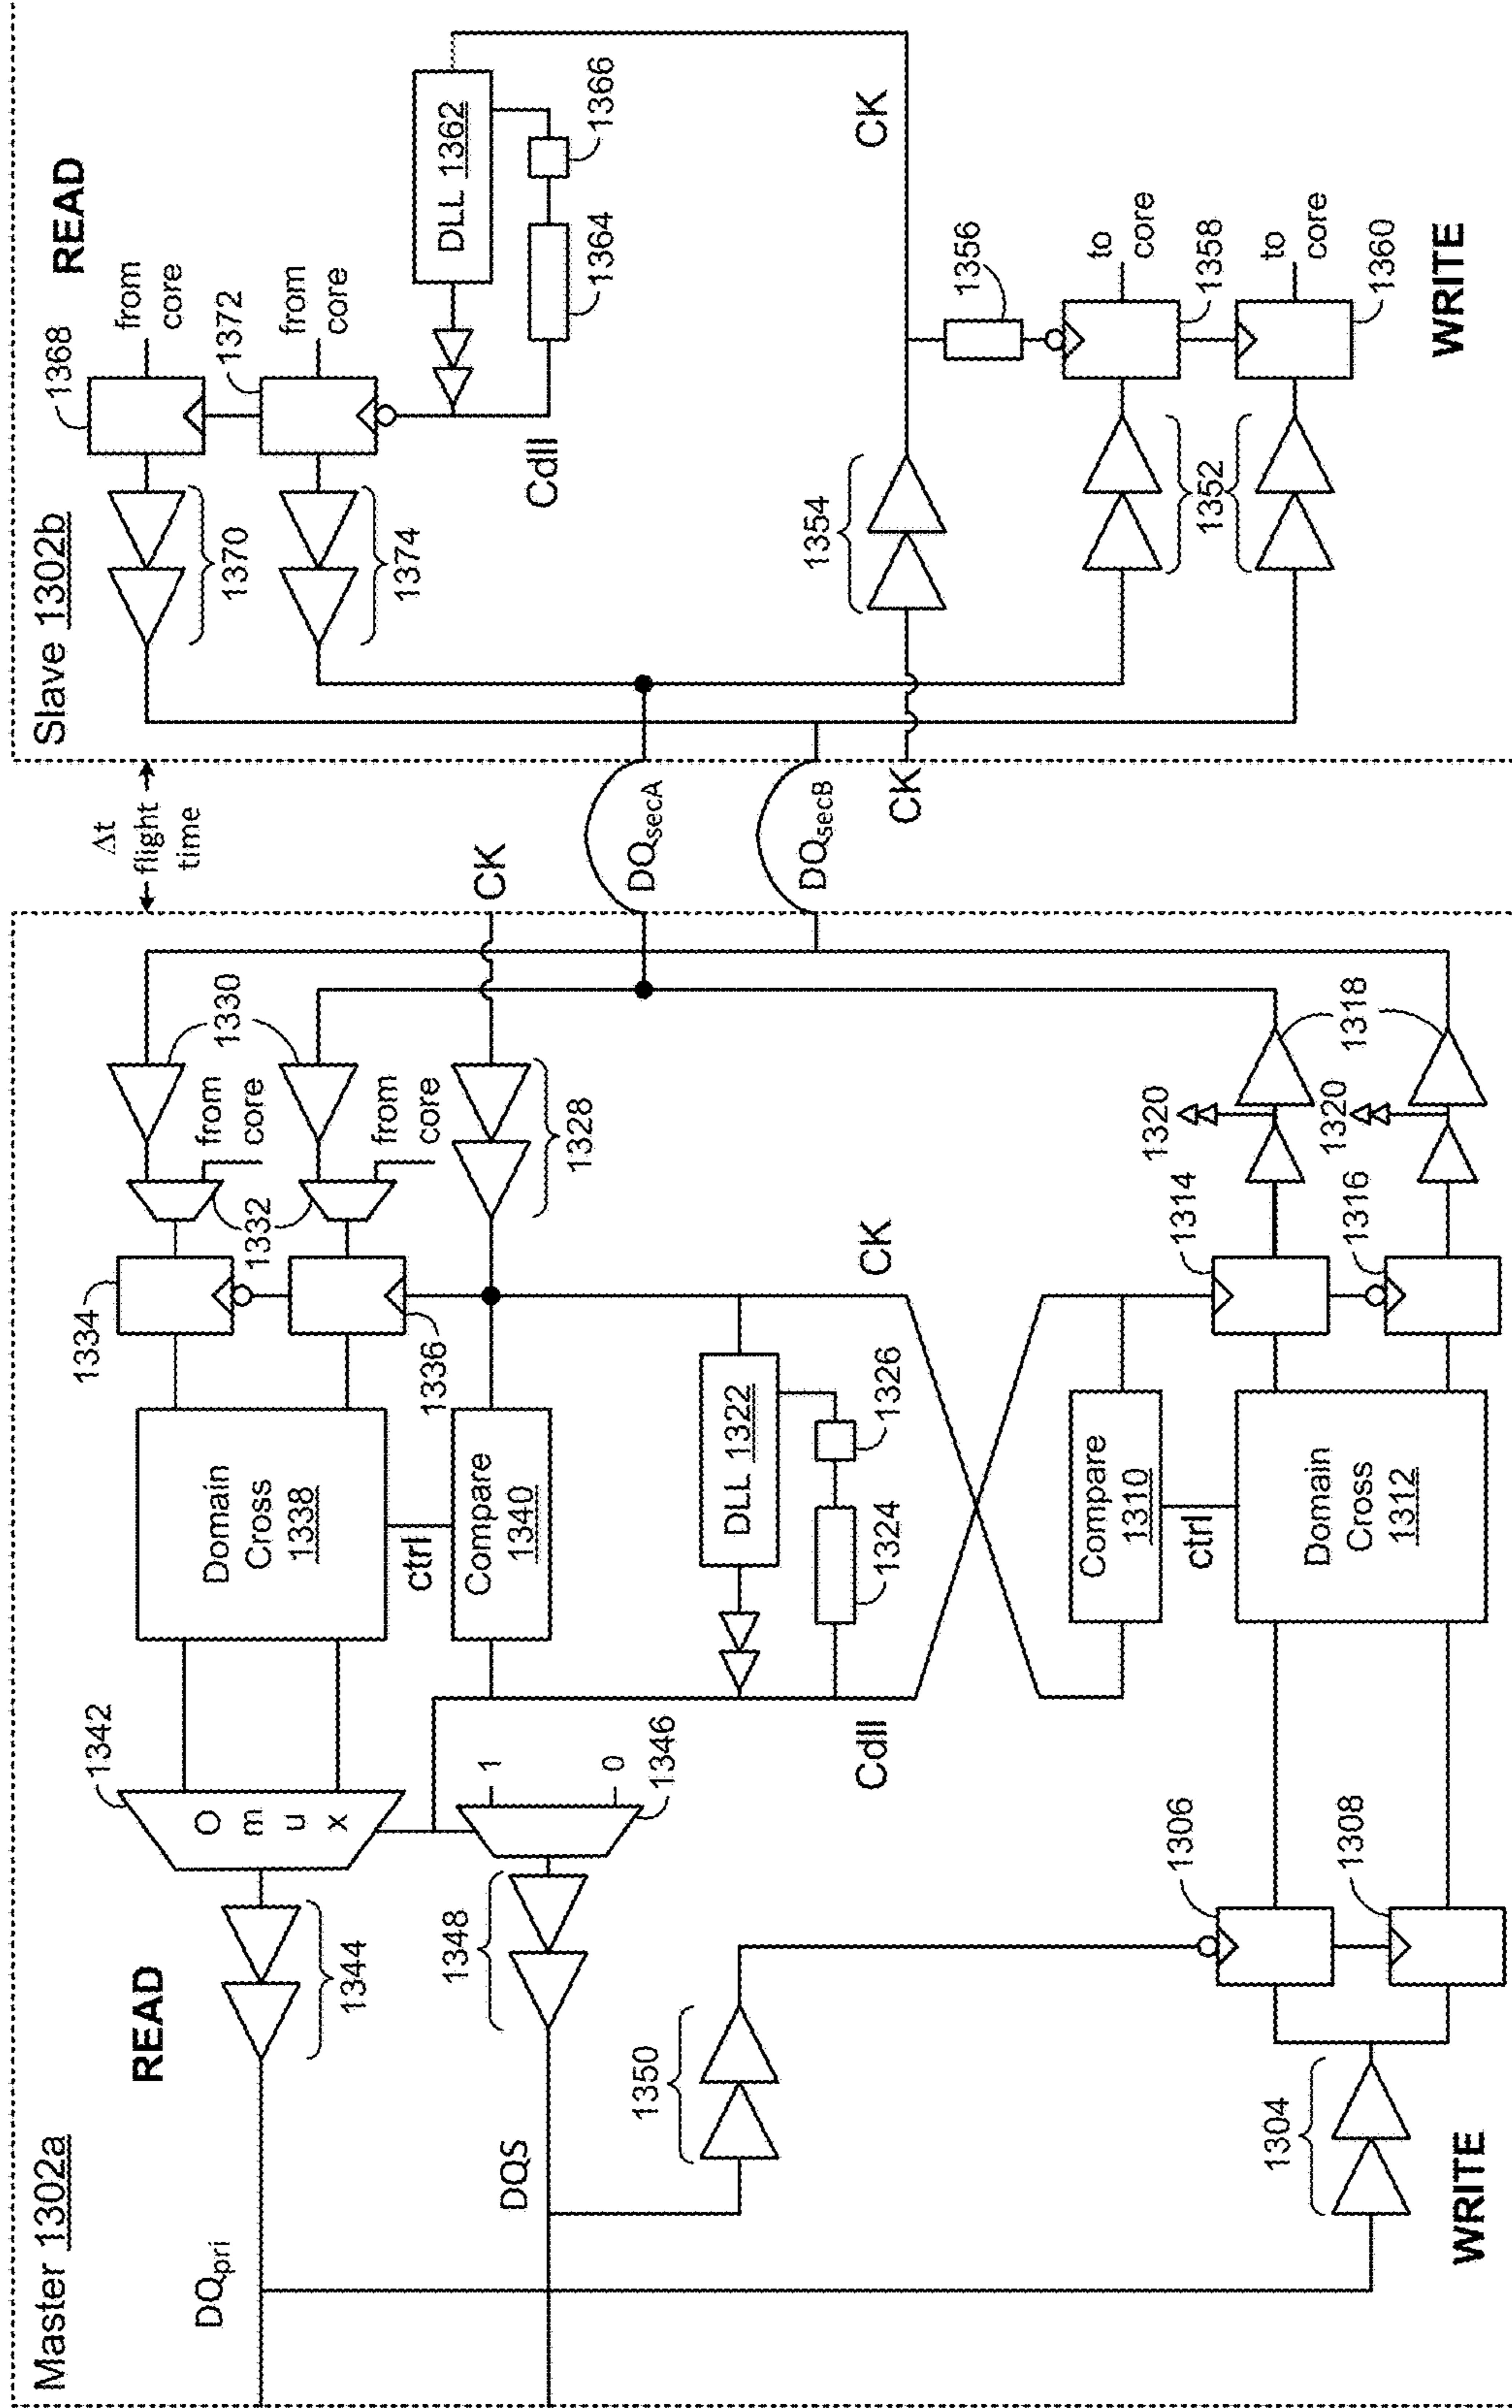 Master 1302a
READ
DQpri
DQS
1344
1342
O
m
u
x
1348
1346
1
0
1350
Domain
Cross
1338
ctrl
Compare
1340
1334
1336
1332
from
core
from
core
1330
1328
CK
DLL 1322
1324
1326
Cdll
CK
Compare
1310
ctrl
Domain
Cross
1312
1304
1306
1308
1314
1316
1320
1320
1318
WRITE
Δt
flight
time
DQsecA
DQsecB
CK
Slave 1302b
READ
1368
from
core
1370
1372
from
core
1374
Cdll
DLL 1362
1364
1366
1354
CK
1356
1352
to
core
1358
to
core
1360
WRITE